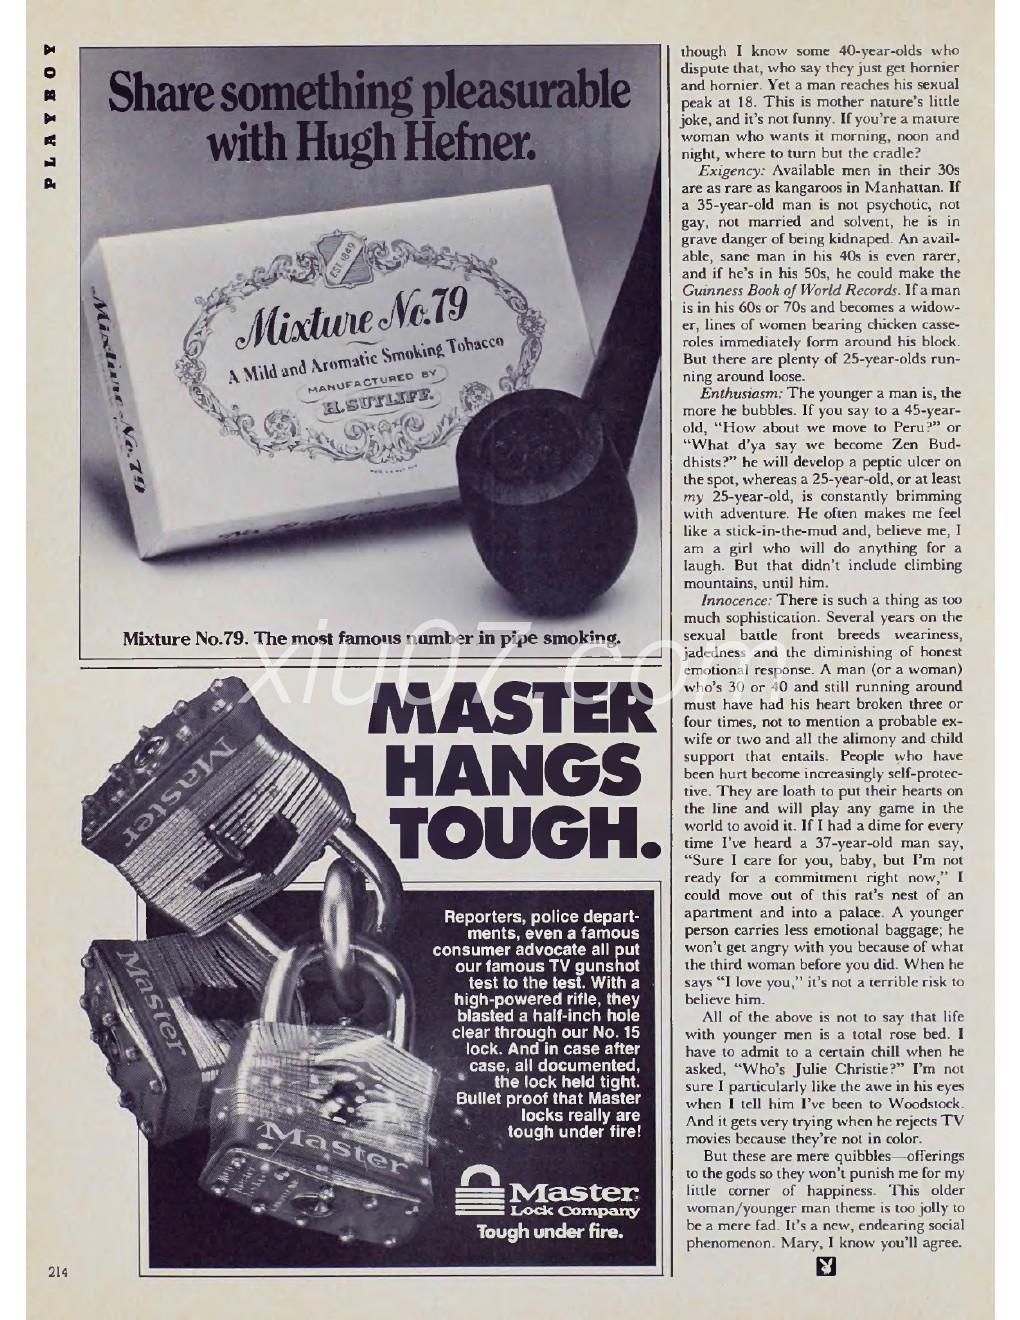 PLAYBOY
Share something pleasurable
with Hugh Hefner.
EST 1849
Mixture No.79
A Mild and Aromatic Smoking Tobacco
MANUFACTURED BY
H. SUTLIFF.
Mixture No.79
Mixture No.79. The most famous number in pipe smoking.
xiu07.com
MASTER
HANGS
TOUGH.
Master
Master
Master
Reporters, police depart-
ments, even a famous
consumer advocate all put
our famous TV gunshot
test to the test. With a
high-powered rifle, they
blasted a half-inch hole
clear through our No. 15
lock. And in case after
case, all documented,
the lock held tight.
Bullet proof that Master
locks really are
tough under fire!
Master
Lock Company
Tough under fire.
214
though I know some 40-year-olds who
dispute that, who say they just get hornier
and hornier. Yet a man reaches his sexual
peak at 18. This is mother nature's little
joke, and it's not funny. If you're a mature
woman who wants it morning, noon and
night, where to turn but the cradle?
Exigency: Available men in their 30s
are as rare as kangaroos in Manhattan. If
a 35-year-old man is not psychotic, not
gay, not married and solvent, he is in
grave danger of being kidnaped. An avail-
able, sane man in his 40s is even rarer,
and if he's in his 50s, he could make the
Guinness Book of World Records. If a man
is in his 60s or 70s and becomes a widow-
er, lines of women bearing chicken casse-
roles immediately form around his block.
But there are plenty of 25-year-olds run-
ning around loose.
Enthusiasm: The younger a man is, the
more he bubbles. If you say to a 45-year-
old, "How about we move to Peru?" or
"What d'ya say we become Zen Bud-
dhists?" he will develop a peptic ulcer on
the spot, whereas a 25-year-old, or at least
my 25-year-old, is constantly brimming
with adventure. He often makes me feel
like a stick-in-the-mud and, believe me, I
am a girl who will do anything for a
laugh. But that didn't include climbing
mountains, until him.
Innocence: There is such a thing as too
much sophistication. Several years on the
sexual battle front breeds weariness,
jadedness and the diminishing of honest
emotional response. A man (or a woman)
who's 30 or 40 and still running around
must have had his heart broken three or
four times, not to mention a probable ex-
wife or two and all the alimony and child
support that entails. People who have
been hurt become increasingly self-protec-
tive. They are loath to put their hearts on
the line and will play any game in the
world to avoid it. If I had a dime for every
time I've heard a 37-year-old man say,
"Sure I care for you, baby, but I'm not
ready for a commitment right now," I
could move out of this rat's nest of an
apartment and into a palace. A younger
person carries less emotional baggage; he
won't get angry with you because of what
the third woman before you did. When he
says "I love you," it's not a terrible risk to
believe him.
All of the above is not to say that life
with younger men is a total rose bed. I
have to admit to a certain chill when he
asked, "Who's Julie Christie?" I'm not
sure I particularly like the awe in his eyes
when I tell him I've been to Woodstock.
And it gets very trying when he rejects TV
movies because they're not in color.
But these are mere quibbles—offerings
to the gods so they won't punish me for my
little corner of happiness. This older
woman/younger man theme is too jolly to
be a mere fad. It's a new, endearing social
phenomenon. Mary, I know you'll agree.